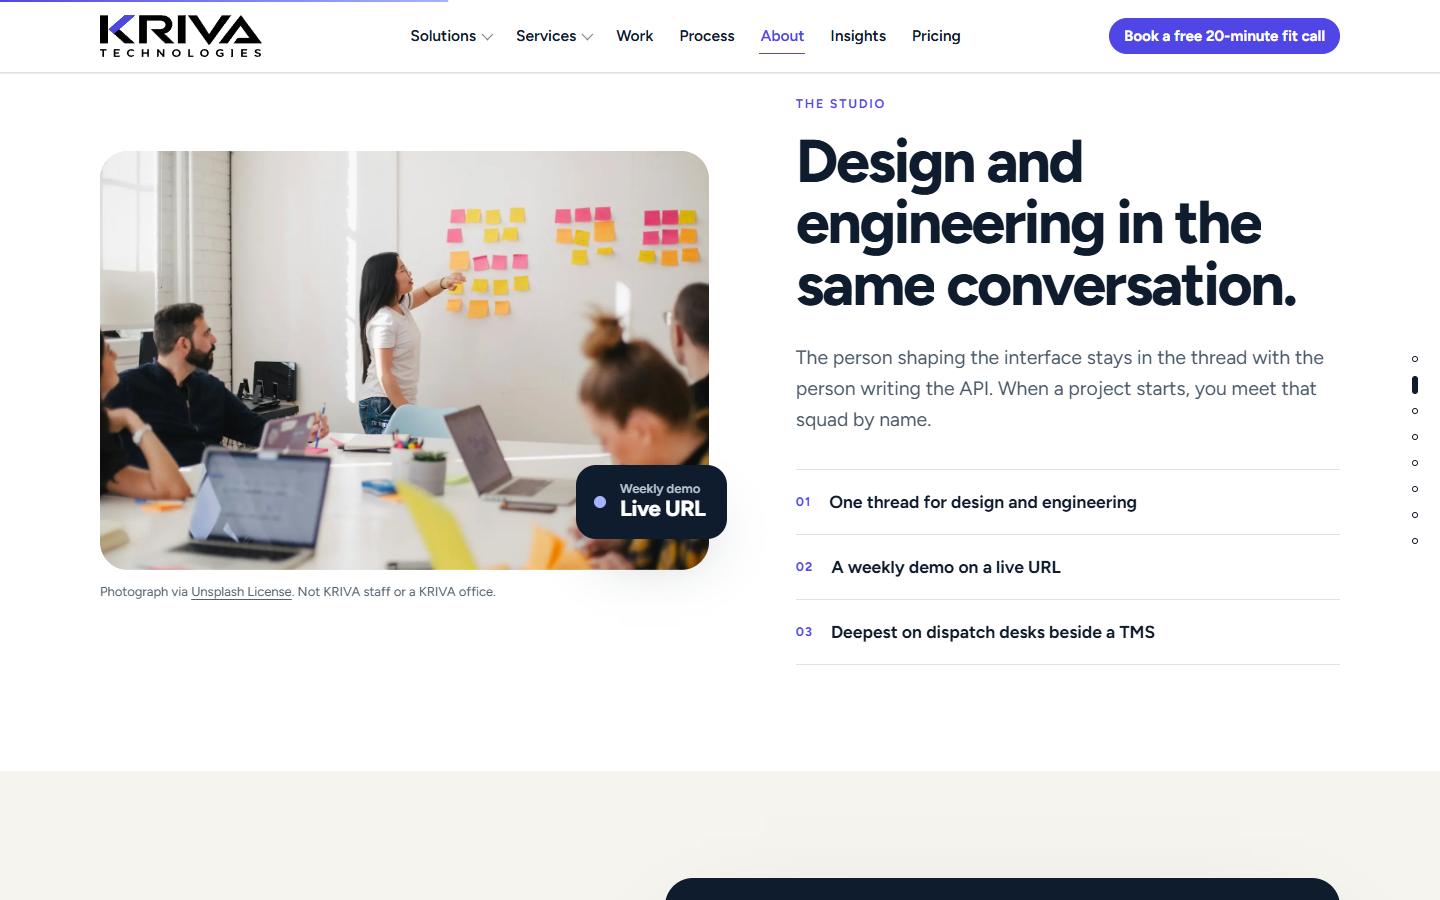 KRIVA
TECHNOLOGIES
Solutions
Services
Work
Process
About
Insights
Pricing
Book a free 20-minute fit call
THE STUDIO
Design and
engineering in the
same conversation.
The person shaping the interface stays in the thread with the
person writing the API. When a project starts, you meet that
squad by name.
01 One thread for design and engineering
02 A weekly demo on a live URL
03 Deepest on dispatch desks beside a TMS
Weekly demo
Live URL
Photograph via Unsplash License. Not KRIVA staff or a KRIVA office.